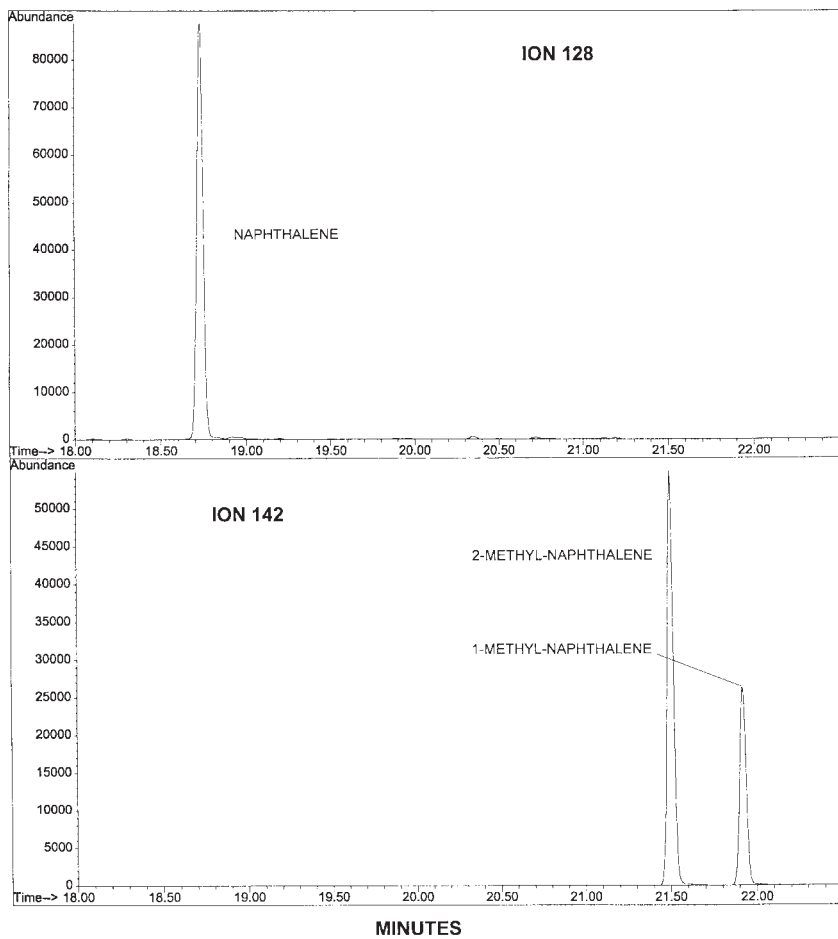 Abundance
ION 128
80000
70000
60000
NAPHTHALENE
50000
40000
30000
20000
10000
0
Time--> 18.00 18.50 19.00 19.50 20.00 20.50 21.00 21.50 22.00
Abundance
ION 142
50000
45000
2-METHYL-NAPHTHALENE
40000
35000
1-METHYL-NAPHTHALENE
30000
25000
20000
15000
10000
5000
0
Time--> 18.00 19.00 19.50 20.00 20.50 21.00 21.50 22.00
MINUTES